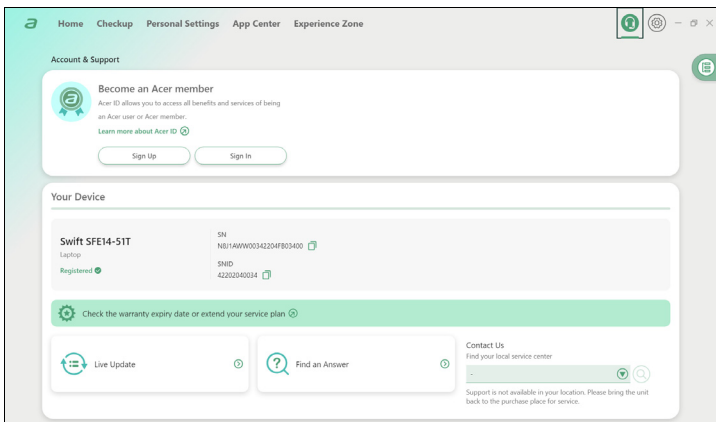 a Home Checkup Personal Settings App Center Experience Zone
Account & Support
Become an Acer member
Acer ID allows you to access all benefits and services of being
an Acer user or Acer member.
Learn more about Acer ID
Sign Up Sign In
Your Device
Swift SFE14-51T
Laptop
Registered
SN
N8J1AWW00342204FB03400
SNID
42202040034
Check the warranty expiry date or extend your service plan
Live Update
Find an Answer
Contact Us
Find your local service center
-
Support is not available in your location. Please bring the unit
back to the purchase place for service.